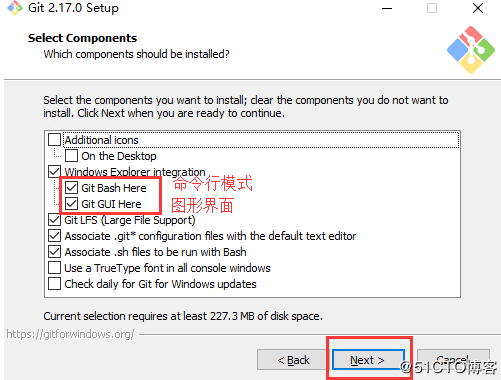 Git 2.17.0 Setup
Select Components
Which components should be installed?
Select the components you want to install; clear the components you do not want to
install. Click Next when you are ready to continue.
Additional icons
On the Desktop
Windows Explorer integration
Git Bash Here 命令行模式
Git GUI Here 图形界面
Git LFS (Large File Support)
Associate .git* configuration files with the default text editor
Associate .sh files to be run with Bash
Use a TrueType font in all console windows
Check daily for Git for Windows updates
Current selection requires at least 227.3 MB of disk space.
https://gitforwindows.org/
< Back Next > Cancel
@51CTO博客